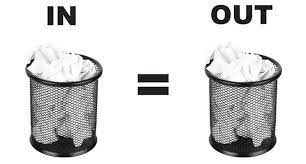 IN = OUT